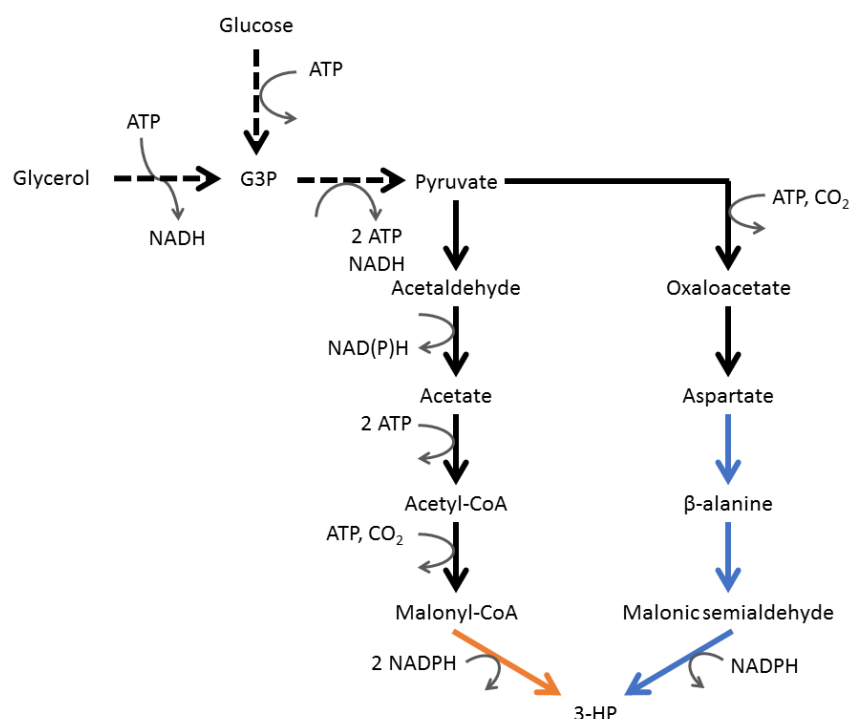 Glucose
ATP
ATP
Glycerol
G3P
Pyruvate
ATP, CO₂
NADH
2 ATP
NADH
Acetaldehyde
Oxaloacetate
NAD(P)H
Acetate
Aspartate
2 ATP
Acetyl-CoA
β-alanine
ATP, CO₂
Malonyl-CoA
Malonic semialdehyde
2 NADPH
NADPH
3-HP